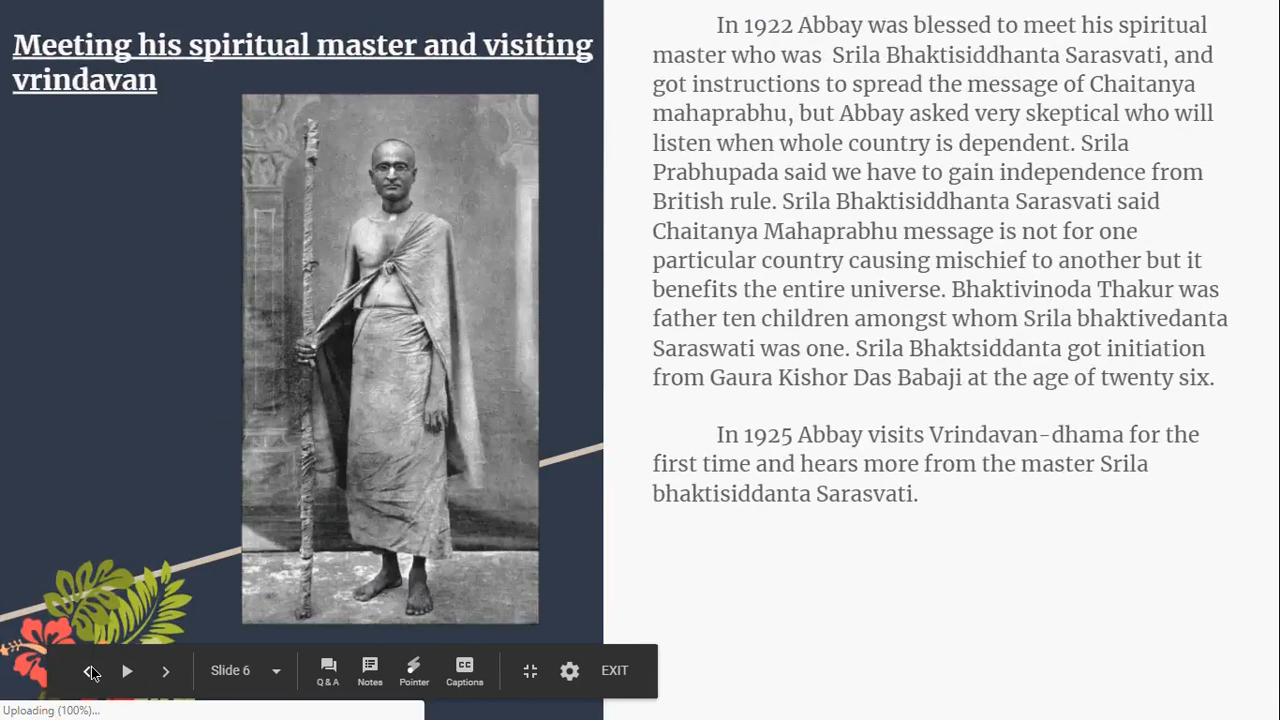 Meeting his spiritual master and visiting
vrindavan
In 1922 Abbay was blessed to meet his spiritual
master who was  Srila Bhaktisiddhanta Sarasvati, and
got instructions to spread the message of Chaitanya
mahaprabhu, but Abbay asked very skeptical who will
listen when whole country is dependent. Srila
Prabhupada said we have to gain independence from
British rule. Srila Bhaktisiddhanta Sarasvati said
Chaitanya Mahaprabhu message is not for one
particular country causing mischief to another but it
benefits the entire universe. Bhaktivinoda Thakur was
father ten children amongst whom Srila bhaktivedanta
Saraswati was one. Srila Bhaktsiddanta got initiation
from Gaura Kishor Das Babaji at the age of twenty six.
In 1925 Abbay visits Vrindavan-dhama for the
first time and hears more from the master Srila
bhaktisiddanta Sarasvati.
Slide 6
Q & A
Notes
Pointer
CC
Captions
EXIT
Uploading (100%)...